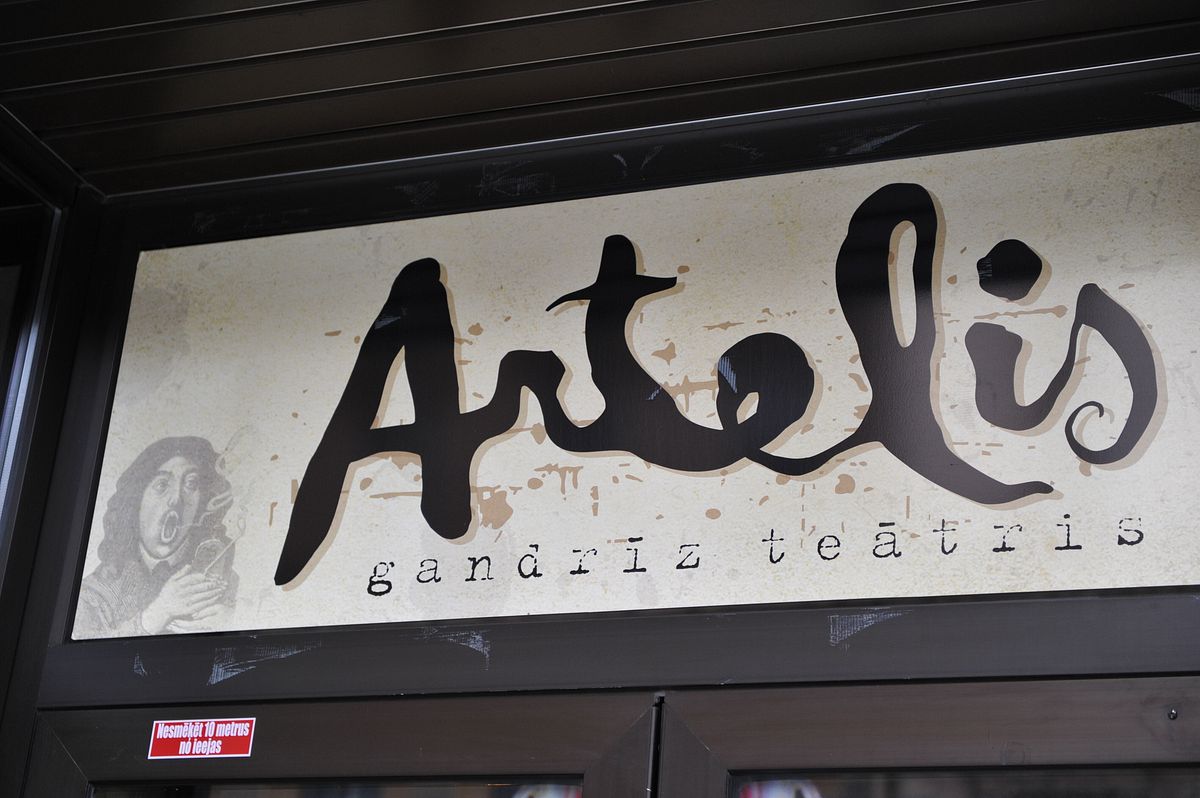 Artelis
gandrīz teātris
Nesmēķēt 10 metrus
no ieejas